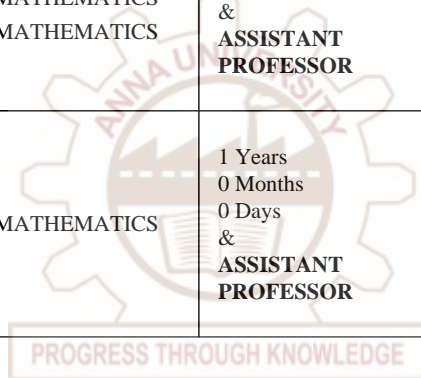 MATHEMATICS
MATHEMATICS
&
ASSISTANT
PROFESSOR
ANNA UNIVERSITY
1 Years
0 Months
0 Days
MATHEMATICS
&
ASSISTANT
PROFESSOR
PROGRESS THROUGH KNOWLEDGE